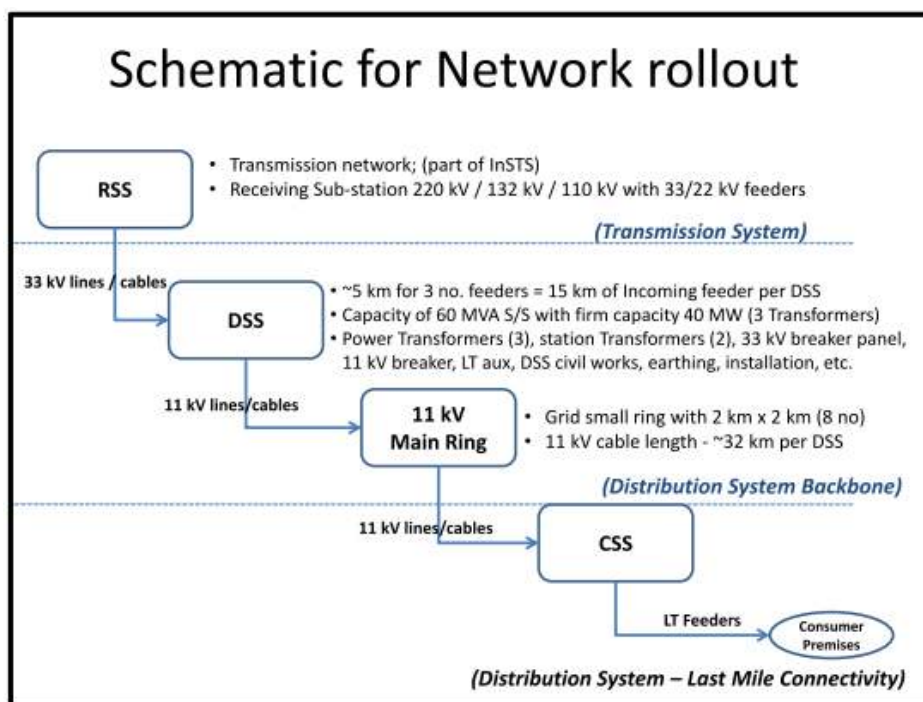 Schematic for Network rollout
RSS
• Transmission network; (part of InSTS)
• Receiving Sub-station 220 kV / 132 kV / 110 kV with 33/22 kV feeders
(Transmission System)
33 kV lines / cables
DSS
• ~5 km for 3 no. feeders = 15 km of Incoming feeder per DSS
• Capacity of 60 MVA S/S with firm capacity 40 MW (3 Transformers)
• Power Transformers (3), station Transformers (2), 33 kV breaker panel,
11 kV breaker, LT aux, DSS civil works, earthing, installation, etc.
11 kV lines/cables
11 kV
Main Ring
• Grid small ring with 2 km x 2 km (8 no)
• 11 kV cable length - ~32 km per DSS
(Distribution System Backbone)
11 kV lines/cables
CSS
LT Feeders
Consumer
Premises
(Distribution System – Last Mile Connectivity)